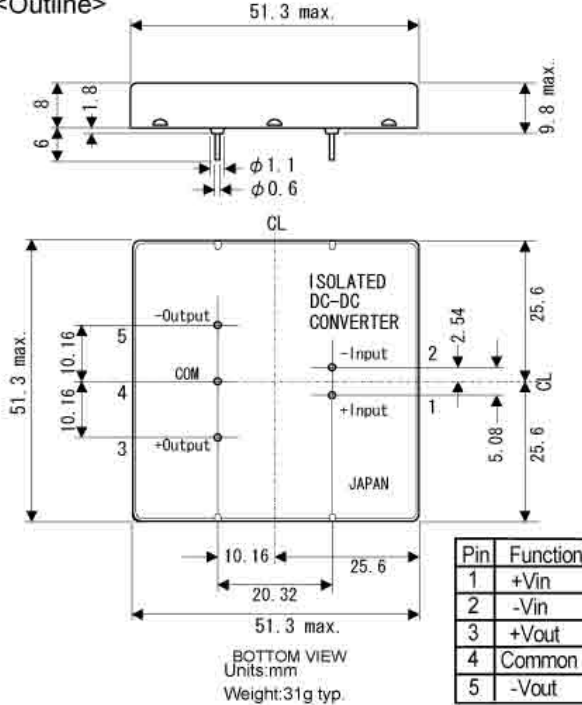 <Outline>
51.3 max.
8
1.8
6
9.8 max.
φ1.1
φ0.6
CL
51.3 max.
10.16
10.16
5
4
3
-Output
COM
+Output
ISOLATED
DC-DC
CONVERTER
-Input
2
+Input
1
JAPAN
2.54
5.08
25.6
CL
25.6
10.16
25.6
20.32
51.3 max.
BOTTOM VIEW
Units:mm
Weight:31g typ.
Pin Function
1 +Vin
2 -Vin
3 +Vout
4 Common
5 -Vout